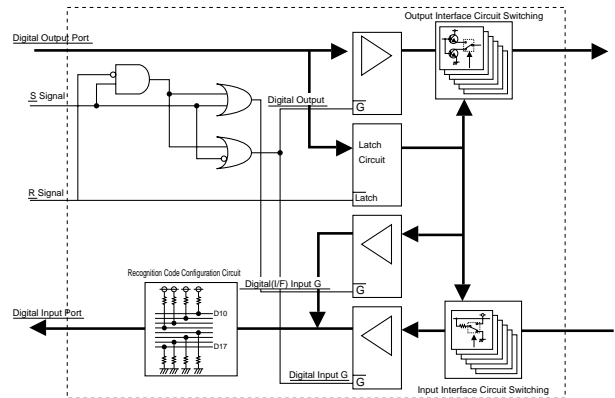 Output Interface Circuit Switching
Digital Output Port
S Signal
Digital Output
G
Latch
Circuit
R Signal
Latch
Recognition Code Configuration Circuit
Digital(I/F) Input G
G
D10
Digital Input Port
D17
Digital Input G
G
Input Interface Circuit Switching